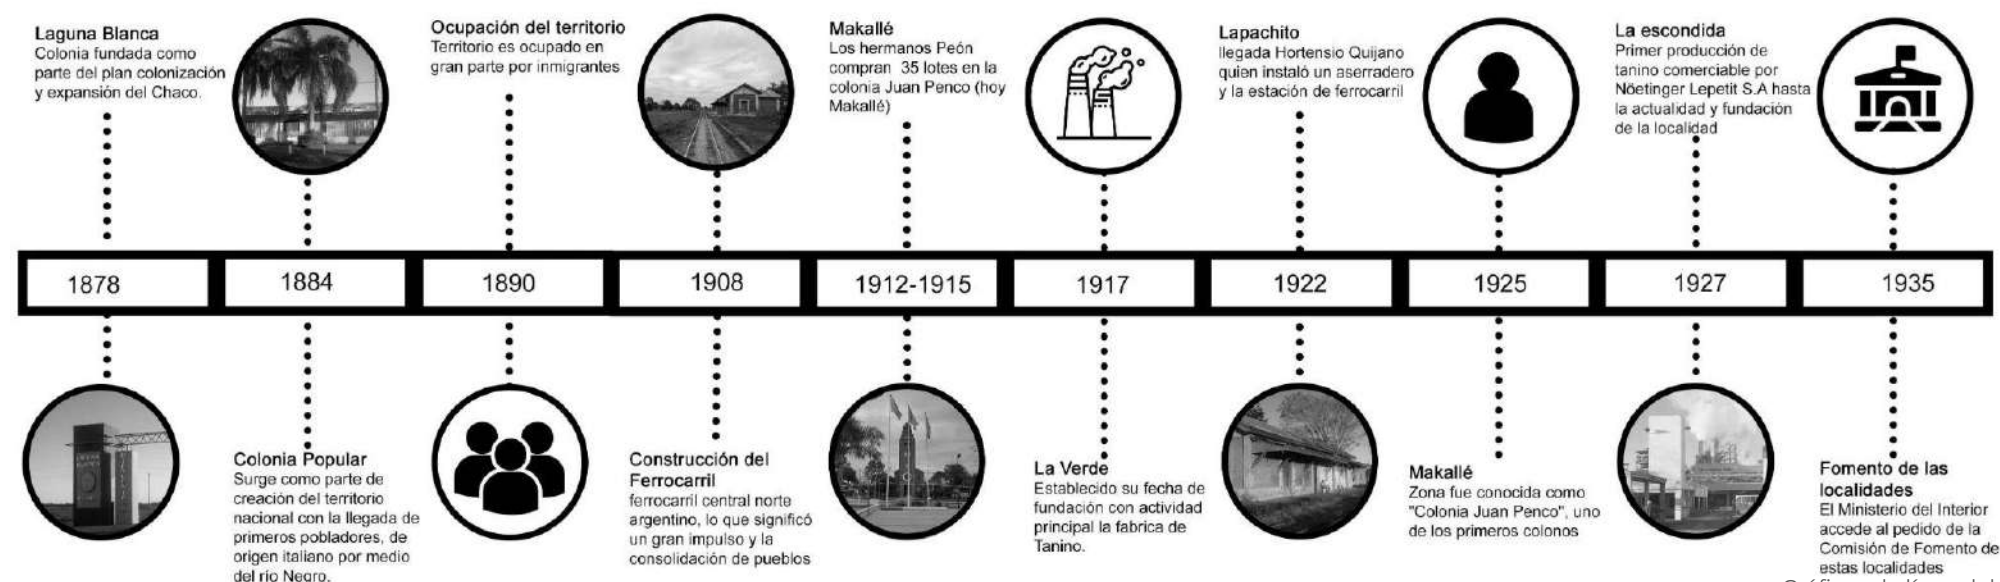 Laguna Blanca
Colonia fundada como
parte del plan colonización
y expansión del Chaco.
Ocupación del territorio
Territorio es ocupado en
gran parte por inmigrantes
Makallé
Los hermanos Peón
compran 35 lotes en la
colonia Juan Penco (hoy
Makallé)
Lapachito
llegada Hortensio Quijano
quien instaló un aserradero
y la estación de ferrocarril
La escondida
Primer producción de
tanino comerciable por
Nöetinger Lepetit S.A hasta
la actualidad y fundación
de la localidad
1878
1884
1890
1908
1912-1915
1917
1922
1925
1927
1935
Colonia Popular
Surge como parte de
creación del territorio
nacional con la llegada de
primeros pobladores, de
origen italiano por medio
del río Negro.
Construcción del
Ferrocarril
ferrocarril central norte
argentino, lo que significó
un gran impulso y la
consolidación de pueblos
La Verde
Establecido su fecha de
fundación con actividad
principal la fabrica de
Tanino.
Makallé
Zona fue conocida como
"Colonia Juan Penco", uno
de los primeros colonos
Fomento de las
localidades
El Ministerio del Interior
accede al pedido de la
Comisión de Fomento de
estas localidades